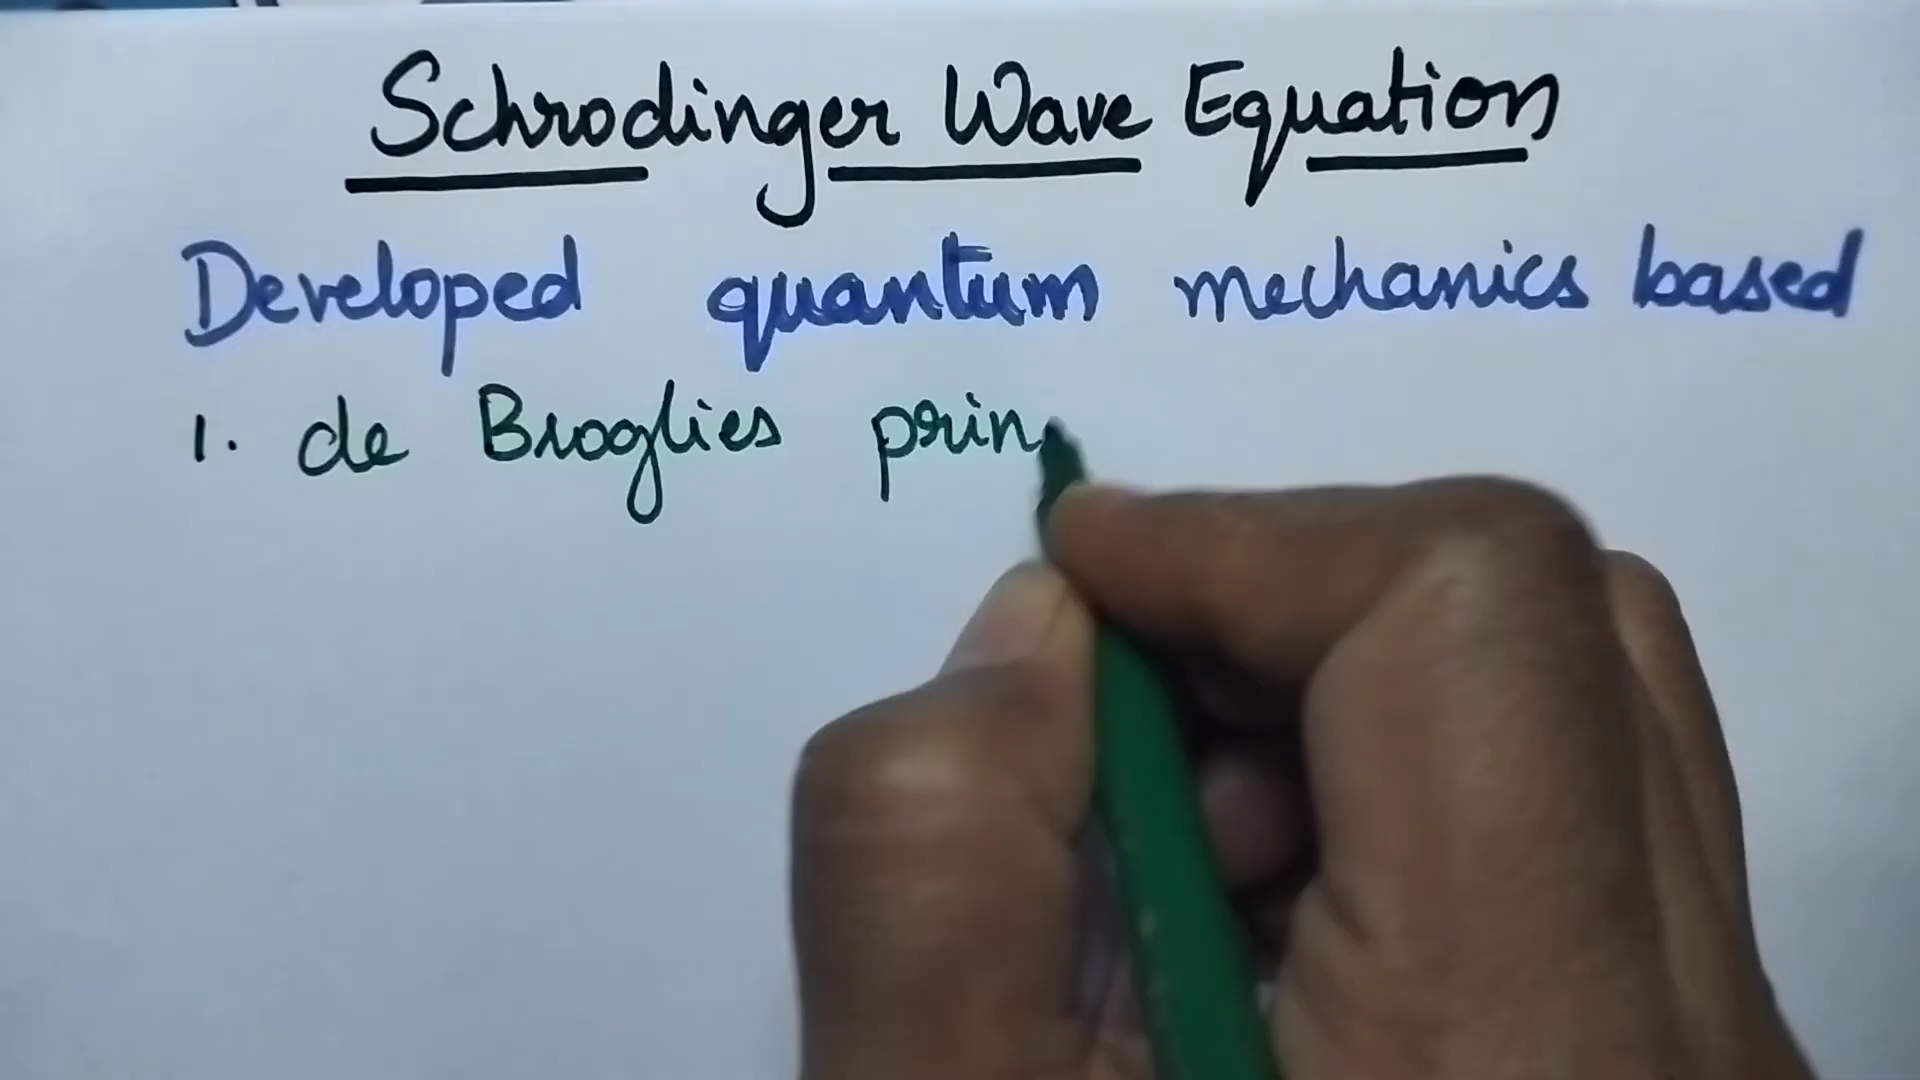 Schrodinger Wave Equation
Developed quantum mechanics based
1. de Broglies prin